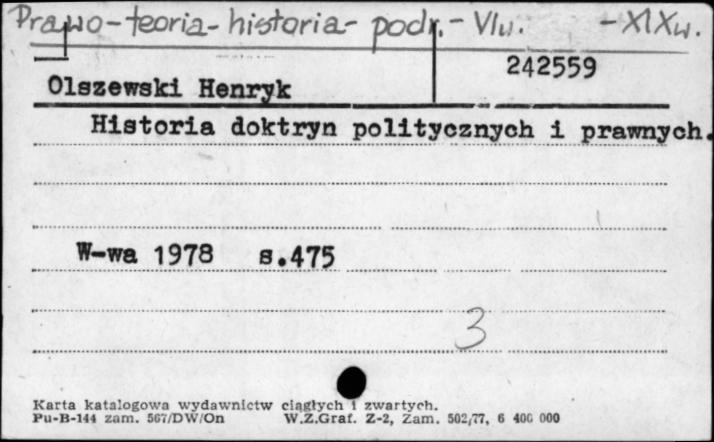 Prawo-teoria-historia-podr.-VIw. -XIXw.
242559
Olszewski Henryk
Historia doktryn politycznych i prawnych.
W-wa 1978 s.475
3
Karta katalogowa wydawnictw ciągłych i zwartych.
Pu-B-144 zam. 567/DW/On W.Z.Graf. Z-2, Zam. 502/77, 6 400 000